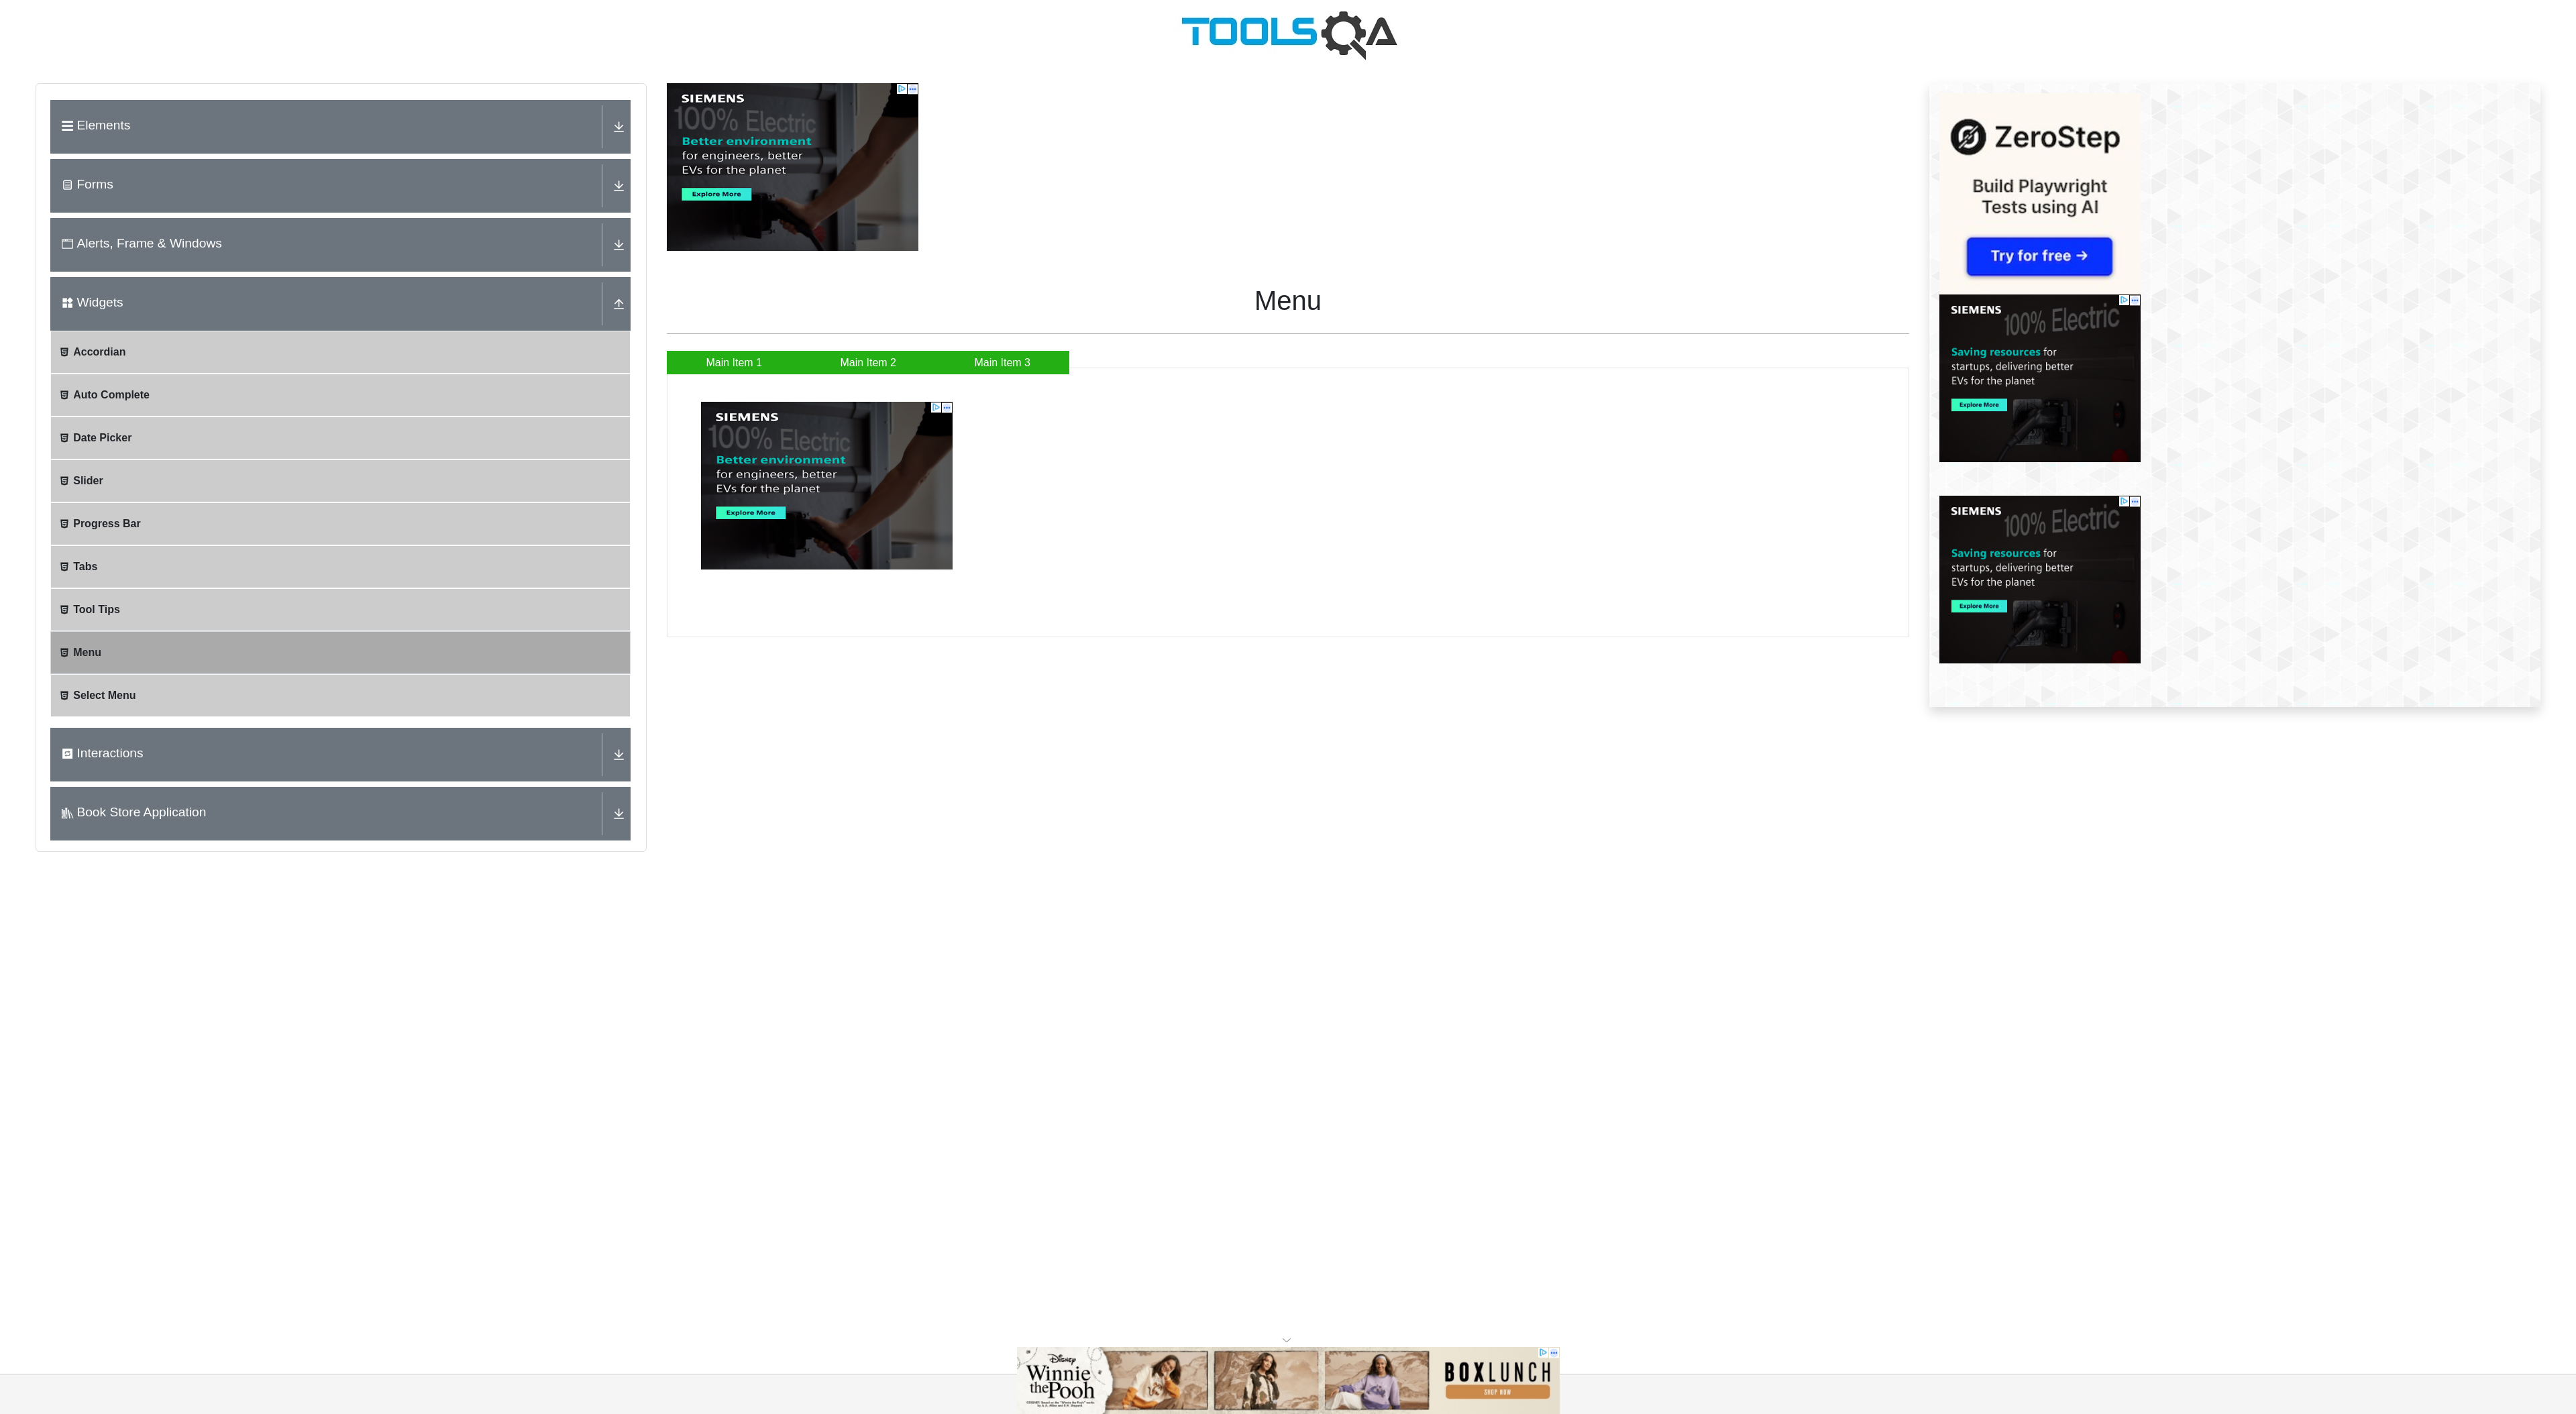 TOOLSQA
Elements
Forms
Alerts, Frame & Windows
Widgets
Accordian
Auto Complete
Date Picker
Slider
Progress Bar
Tabs
Tool Tips
Menu
Select Menu
Interactions
Book Store Application
SIEMENS
100% Electric
Better environment
for engineers, better
EVs for the planet
Explore More
Menu
Main Item 1
Main Item 2
Main Item 3
SIEMENS
100% Electric
Better environment
for engineers, better
EVs for the planet
Explore More
ZeroStep
Build Playwright
Tests using AI
Try for free →
SIEMENS
100% Electric
Saving resources for
startups, delivering better
EVs for the planet
Explore More
SIEMENS
100% Electric
Saving resources for
startups, delivering better
EVs for the planet
Explore More
Disney
Winnie
the Pooh
BOXLUNCH
SHOP NOW